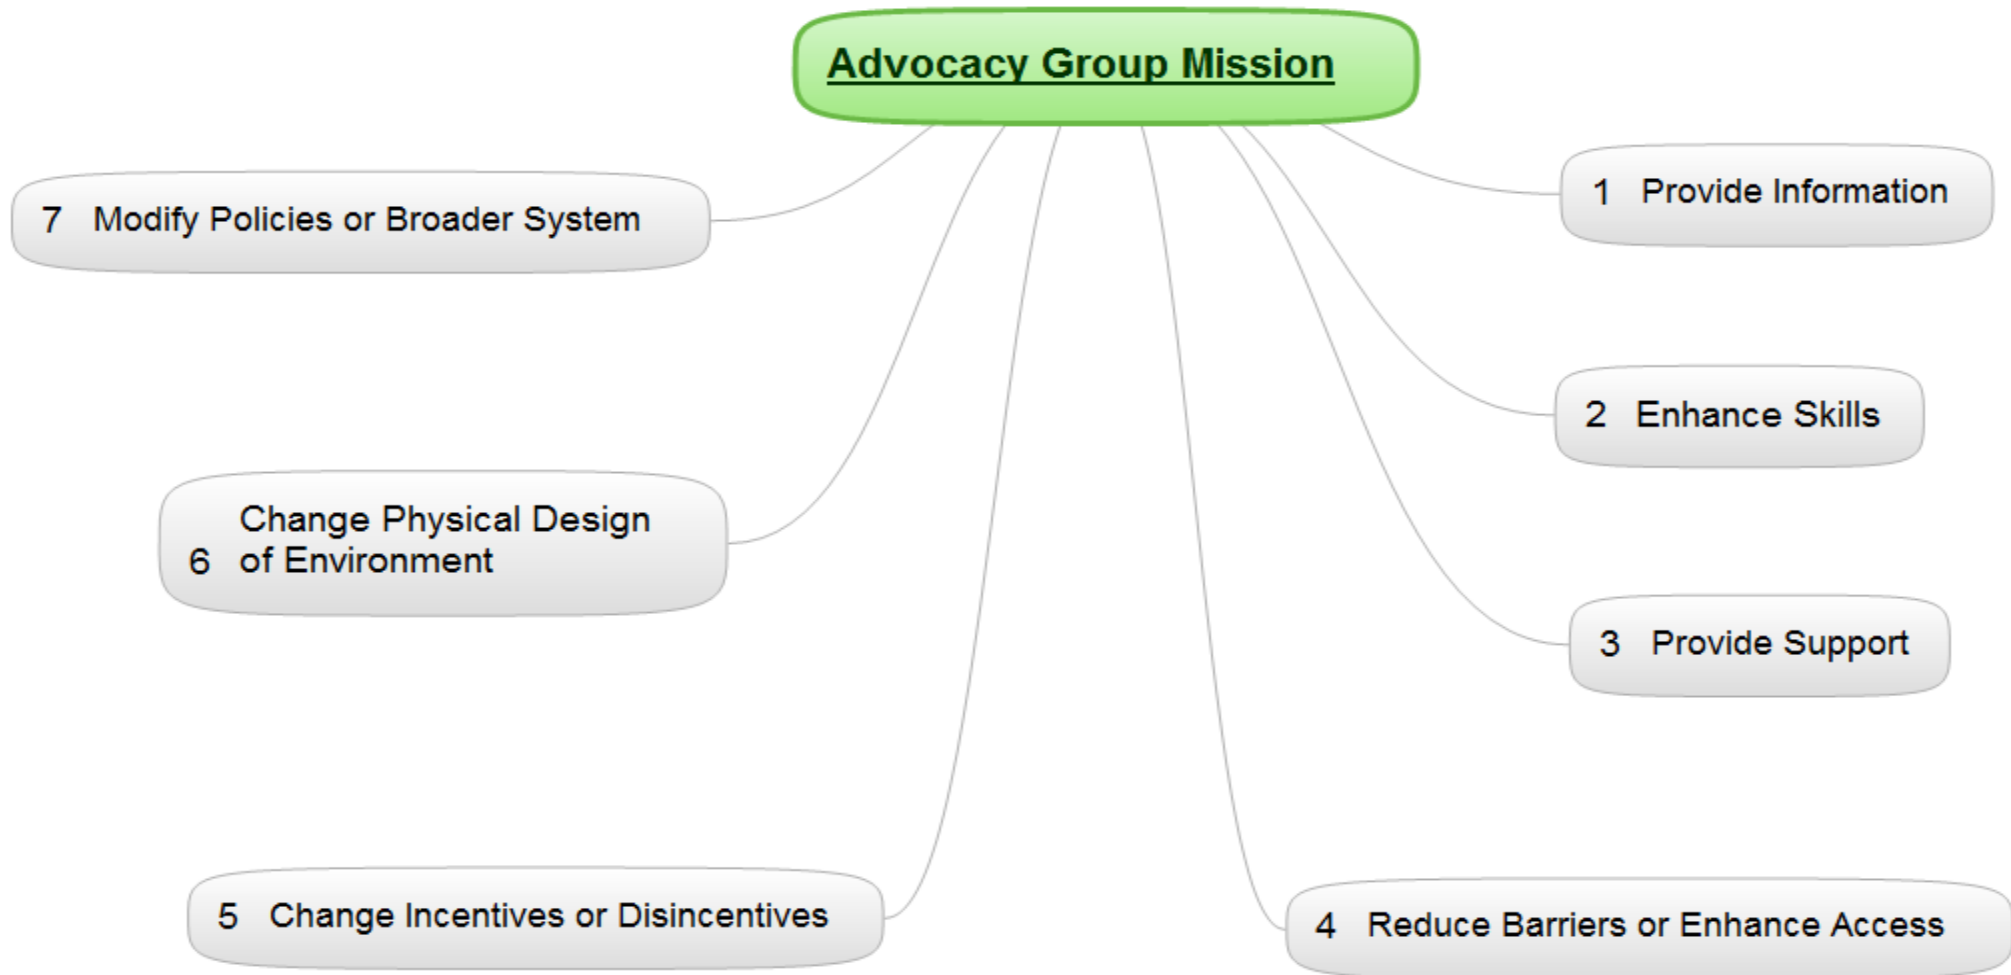 Advocacy Group Mission
1 Provide Information
2 Enhance Skills
3 Provide Support
4 Reduce Barriers or Enhance Access
5 Change Incentives or Disincentives
Change Physical Design
6 of Environment
7 Modify Policies or Broader System